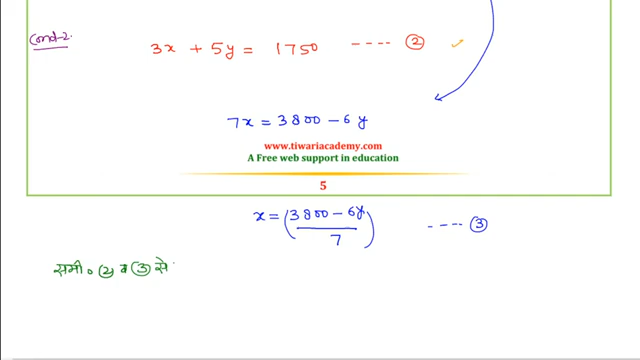 Cond-2.
3x + 5y = 1750 ---- ②
7x = 3800 - 6y
www.tiwariacademy.com
A Free web support in education
5
x = (3800 - 6y / 7) ---- ③
समी० ② व ③ से